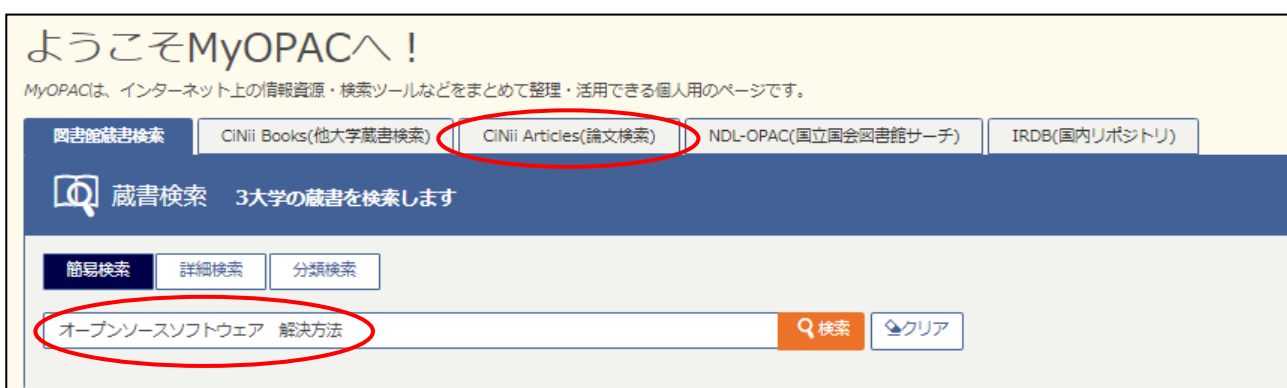 ようこそMyOPACへ！
MyOPACは、インターネット上の情報資源・検索ツールなどをまとめて整理・活用できる個人用のページです。
図書館蔵書検索 CiNii Books(他大学蔵書検索) CiNii Articles(論文検索) NDL-OPAC(国立国会図書館サーチ) IRDB(国内リポジトリ)
蔵書検索 3大学の蔵書を検索します
簡易検索 詳細検索 分類検索
オープンソースソフトウェア 解決方法 検索 クリア